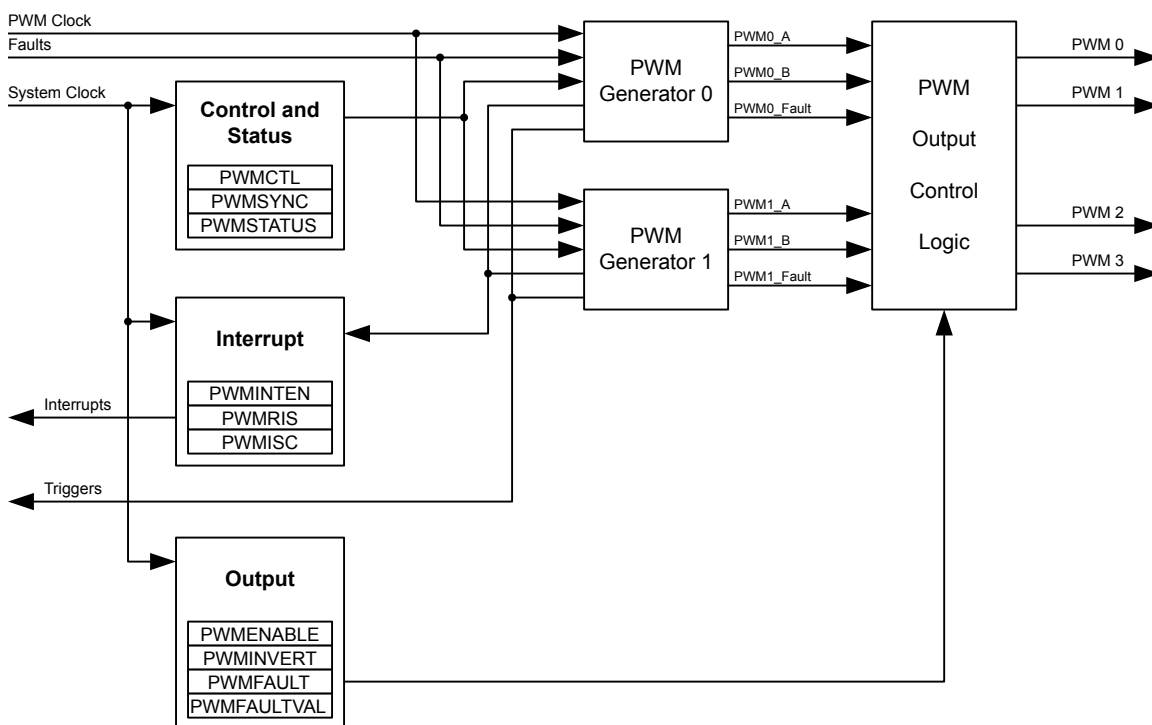 PWM Clock
Faults
System Clock
Control and
Status
PWMCTL
PWMSYNC
PWMSTATUS
Interrupt
PWMINTEN
PWMRIS
PWMISC
Interrupts
Triggers
Output
PWMENABLE
PWMINVERT
PWMFAULT
PWMFAULTVAL
PWM
Generator 0
PWM0_A
PWM0_B
PWM0_Fault
PWM
Generator 1
PWM1_A
PWM1_B
PWM1_Fault
PWM
Output
Control
Logic
PWM 0
PWM 1
PWM 2
PWM 3